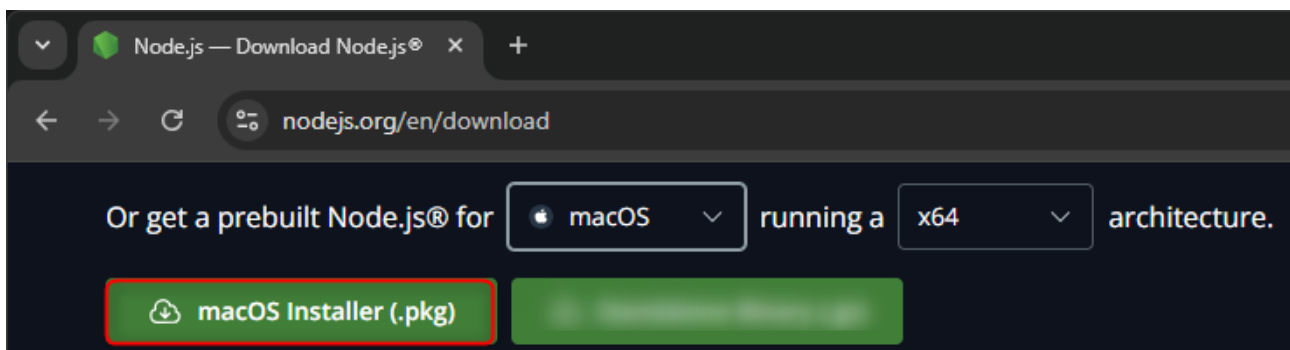 Node.js — Download Node.js®
nodejs.org/en/download
Or get a prebuilt Node.js® for macOS running a x64 architecture.
macOS Installer (.pkg)